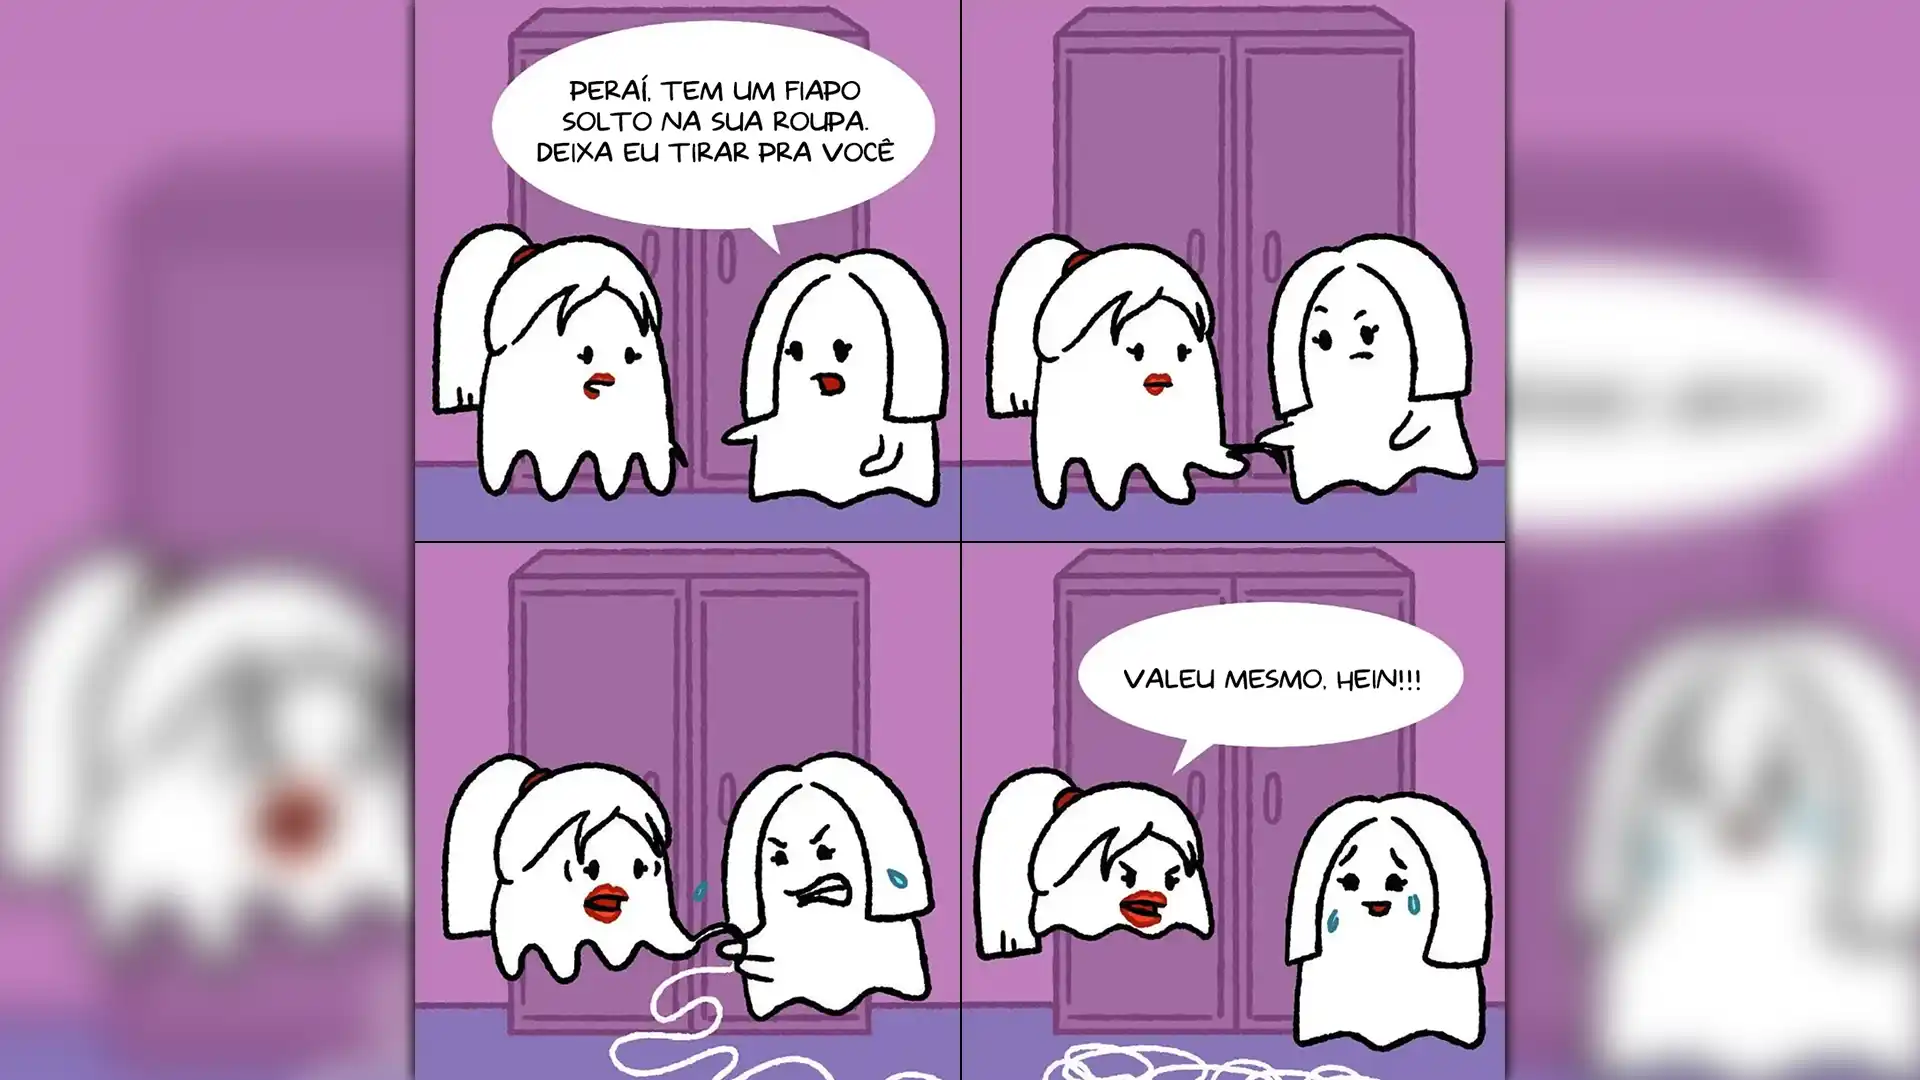 PERAÍ, TEM UM FIAPO
SOLTO NA SUA ROUPA.
DEIXA EU TIRAR PRA VOCÊ
VALEU MESMO, HEIN!!!